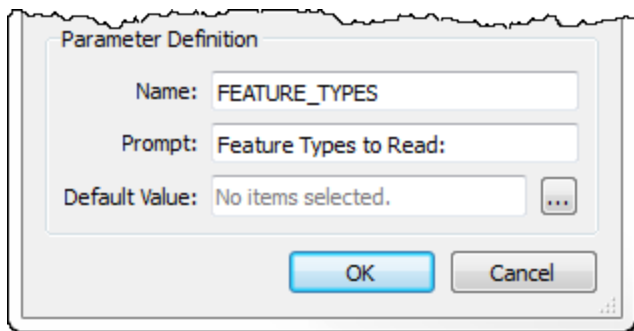 Parameter Definition
Name: FEATURE_TYPES
Prompt: Feature Types to Read:
Default Value: No items selected. ...
OK Cancel